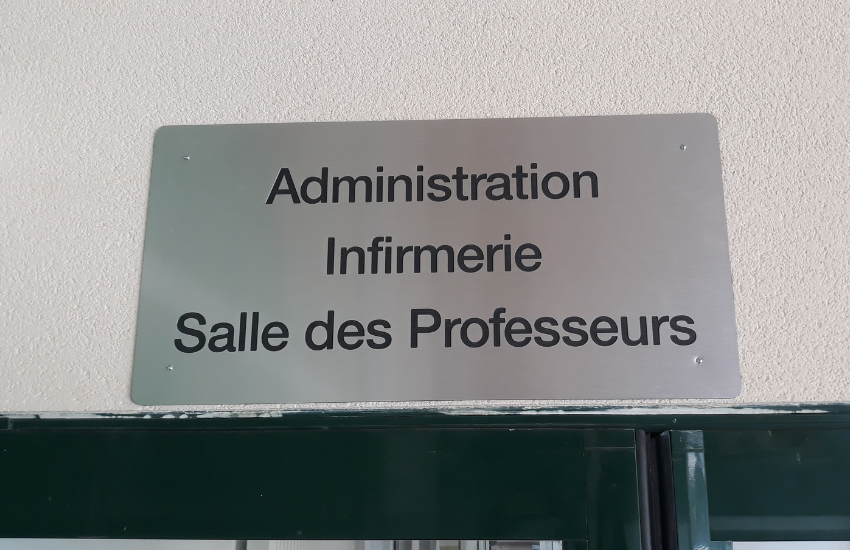 Administration
Infirmerie
Salle des Professeurs